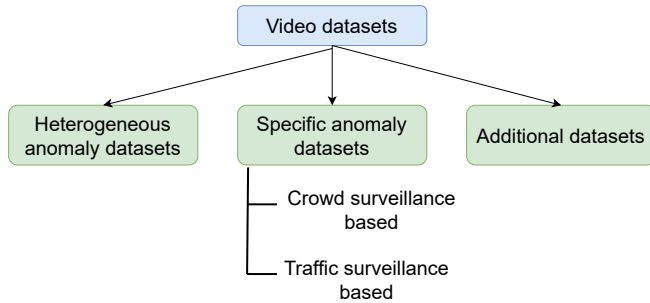 Video datasets
Heterogeneous
anomaly datasets
Specific anomaly
datasets
Additional datasets
Crowd surveillance
based
Traffic surveillance
based